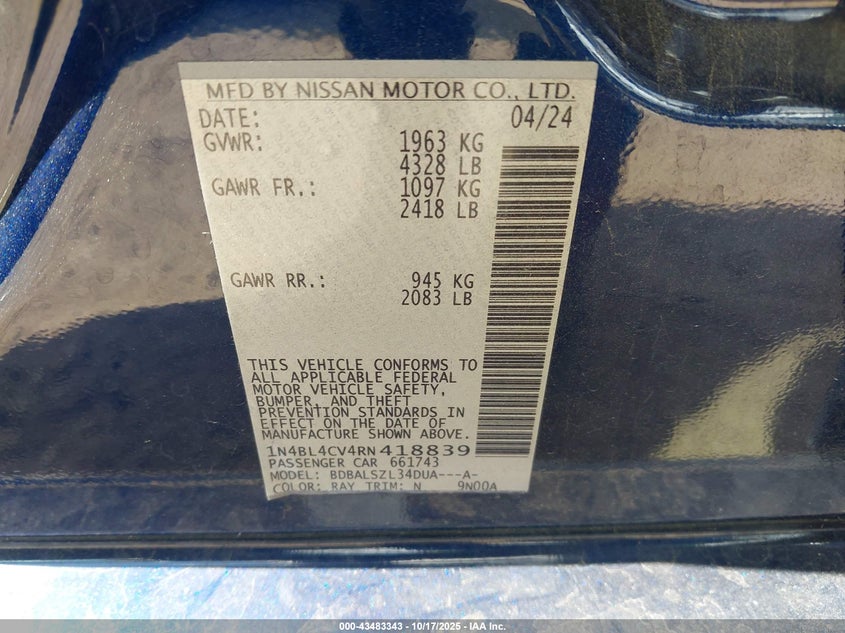 MFD BY NISSAN MOTOR CO., LTD.
DATE: 04/24
GVWR: 1963 KG
4328 LB
GAWR FR.: 1097 KG
2418 LB
GAWR RR.: 945 KG
2083 LB
THIS VEHICLE CONFORMS TO
ALL APPLICABLE FEDERAL
MOTOR VEHICLE SAFETY,
BUMPER, AND THEFT
PREVENTION STANDARDS IN
EFFECT ON THE DATE OF
MANUFACTURE SHOWN ABOVE.
1N4BL4CV4RN418839
PASSENGER CAR 661743
MODEL: BDBALSZL34DUA---A-
COLOR: RAY TRIM: N 9N00A
000-43483343 - 10/17/2025 - IAA Inc.